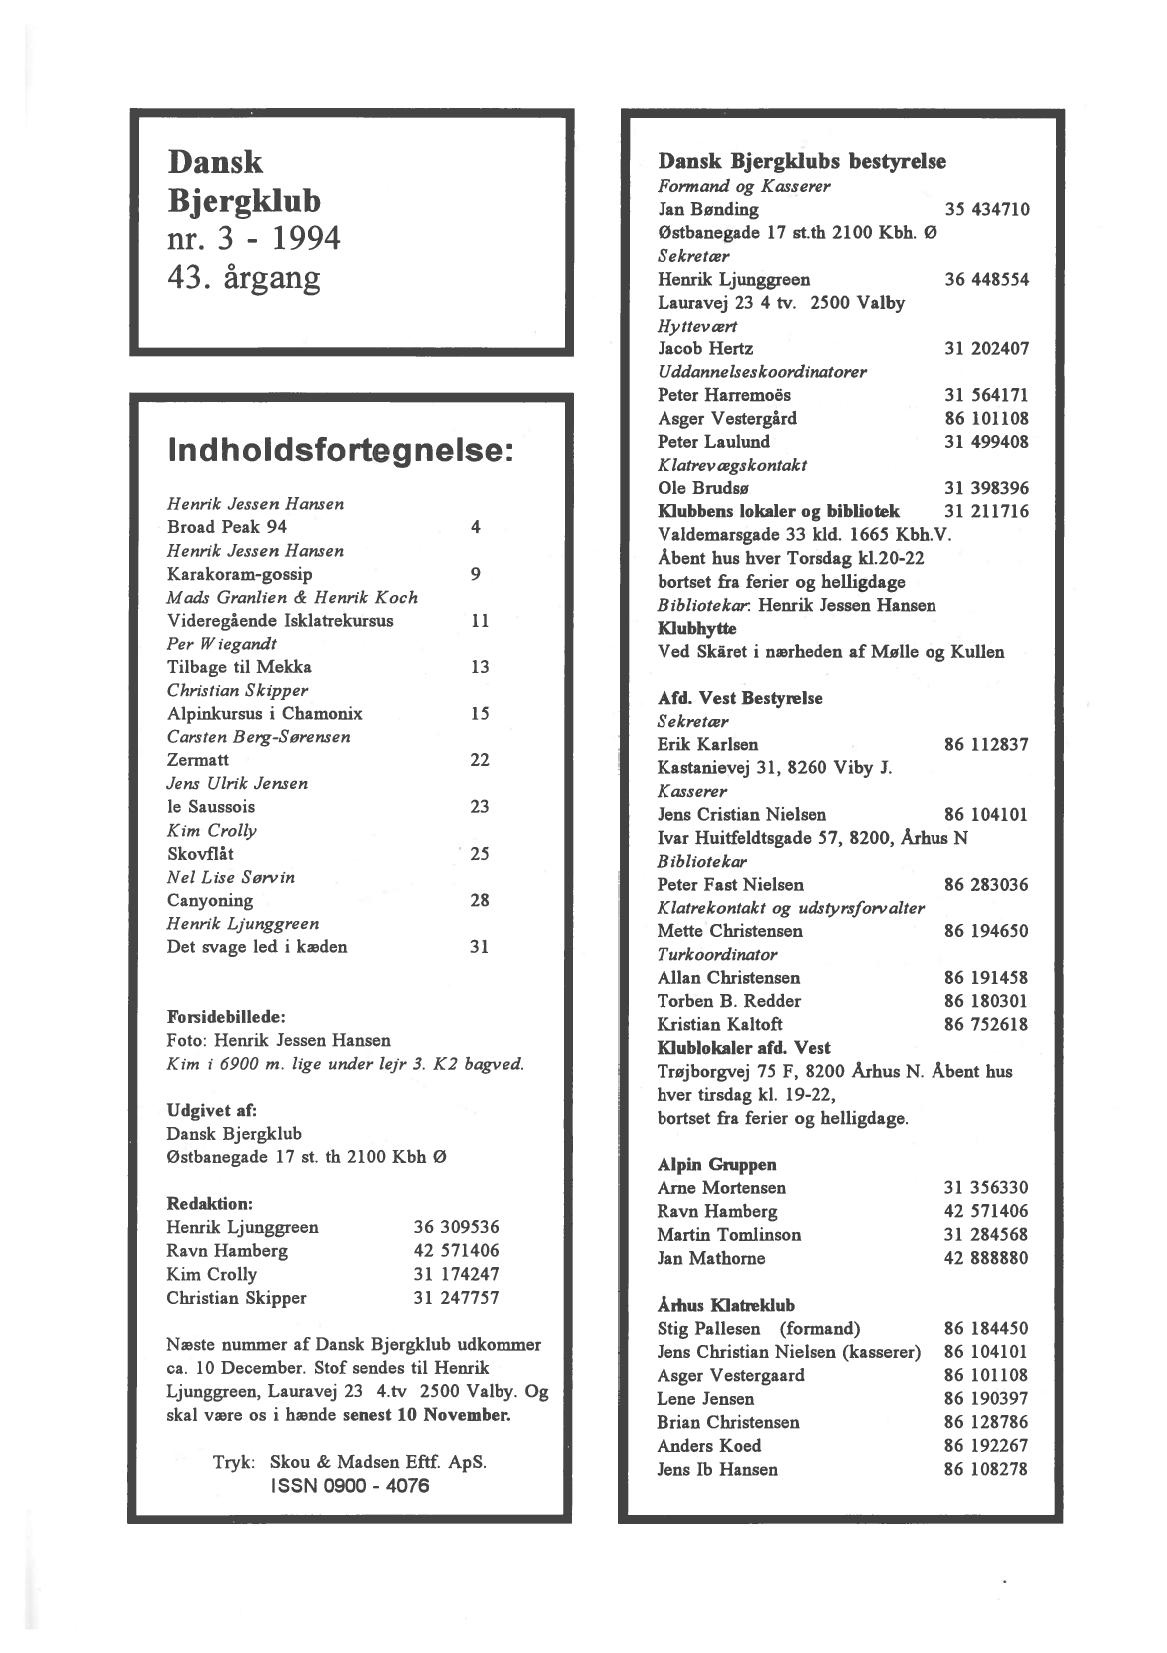 Dansk
Bjergklub
nr. 3 - 1994
43. årgang
Indholdsfortegnelse:
Henrik Jessen Hansen
Broad Peak 94 4
Henrik Jessen Hansen
Karakoram-gossip 9
Mads Granlien & Henrik Koch
Videregående Isklatrekursus 11
Per Wiegandt
Tilbage til Mekka 13
Christian Skipper
Alpinkursus i Chamonix 15
Carsten Berg-Sørensen
Zermatt 22
Jens Ulrik Jensen
le Saussois 23
Kim Crolly
Skovflåt 25
Nel Lise Sørvin
Canyoning 28
Henrik Ljunggreen
Det svage led i kæden 31
Forsidebillede:
Foto: Henrik Jessen Hansen
Kim i 6900 m. lige under lejr 3. K2 bagved.
Udgivet af:
Dansk Bjergklub
Østbanegade 17 st. th 2100 Kbh Ø
Redaktion:
Henrik Ljunggreen 36 309536
Ravn Hamberg 42 571406
Kim Crolly 31 174247
Christian Skipper 31 247757
Næste nummer af Dansk Bjergklub udkommer
ca. 10 December. Stof sendes til Henrik
Ljunggreen, Lauravej 23 4.tv 2500 Valby. Og
skal være os i hænde senest 10 November.
Tryk: Skou & Madsen Eftf. ApS.
ISSN 0900 - 4076
Dansk Bjergklubs bestyrelse
Formand og Kasserer
Jan Bønding 35 434710
Østbanegade 17 st.th 2100 Kbh. Ø
Sekretær
Henrik Ljunggreen 36 448554
Lauravej 23 4 tv. 2500 Valby
Hyttevært
Jacob Hertz 31 202407
Uddannelseskoordinatorer
Peter Harremoës 31 564171
Asger Vestergård 86 101108
Peter Laulund 31 499408
Klatrevægskontakt
Ole Brudsø 31 398396
Klubbens lokaler og bibliotek 31 211716
Valdemarsgade 33 kld. 1665 Kbh.V.
Åbent hus hver Torsdag kl.20-22
bortset fra ferier og helligdage
Bibliotekar: Henrik Jessen Hansen
Klubhytte
Ved Skäret i nærheden af Mølle og Kullen
Afd. Vest Bestyrelse
Sekretær
Erik Karlsen 86 112837
Kastanievej 31, 8260 Viby J.
Kasserer
Jens Cristian Nielsen 86 104101
Ivar Huitfeldtsgade 57, 8200, Århus N
Bibliotekar
Peter Fast Nielsen 86 283036
Klatrekontakt og udstyrsforvalter
Mette Christensen 86 194650
Turkoordinator
Allan Christensen 86 191458
Torben B. Redder 86 180301
Kristian Kaltoft 86 752618
Klublokaler afd. Vest
Trøjborgvej 75 F, 8200 Århus N. Åbent hus
hver tirsdag kl. 19-22,
bortset fra ferier og helligdage.
Alpin Gruppen
Arne Mortensen 31 356330
Ravn Hamberg 42 571406
Martin Tomlinson 31 284568
Jan Mathorne 42 888880
Århus Klatreklub
Stig Pallesen (formand) 86 184450
Jens Christian Nielsen (kasserer) 86 104101
Asger Vestergaard 86 101108
Lene Jensen 86 190397
Brian Christensen 86 128786
Anders Koed 86 192267
Jens Ib Hansen 86 108278